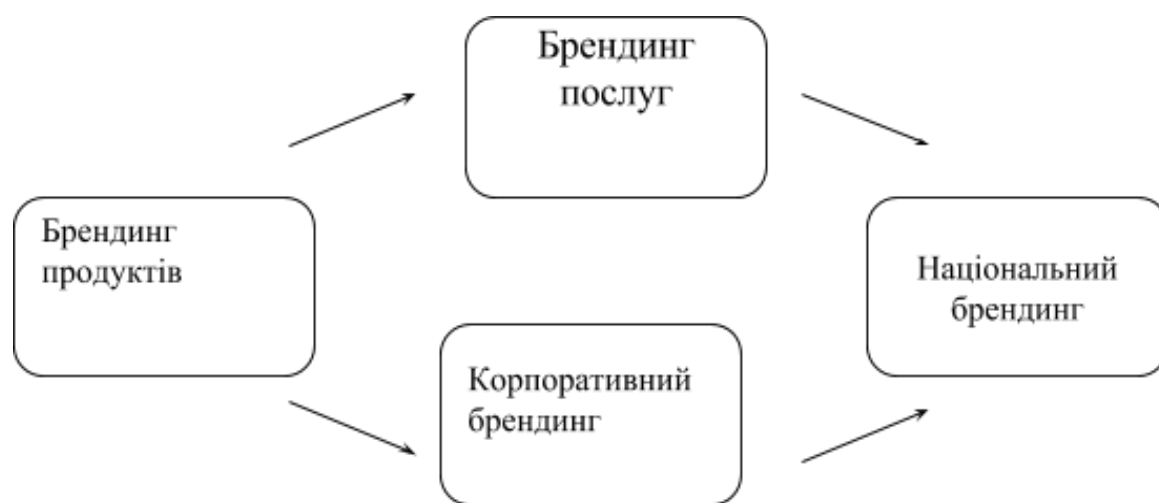 Брендинг
послуг
Брендинг
продуктів
Національний
брендинг
Корпоративний
брендинг